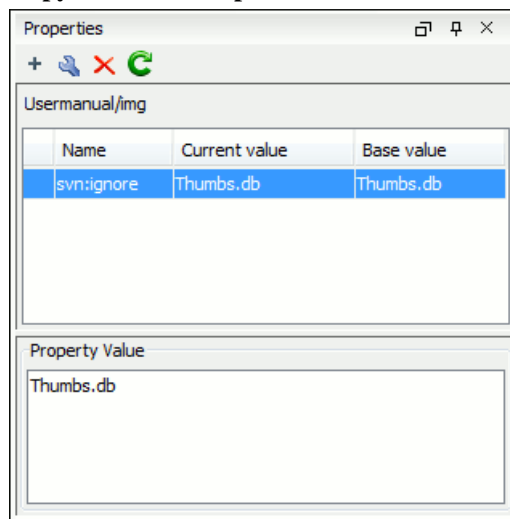 Properties
Usermanual/img
Name Current value Base value
svn:ignore Thumbs.db Thumbs.db
Property Value
Thumbs.db